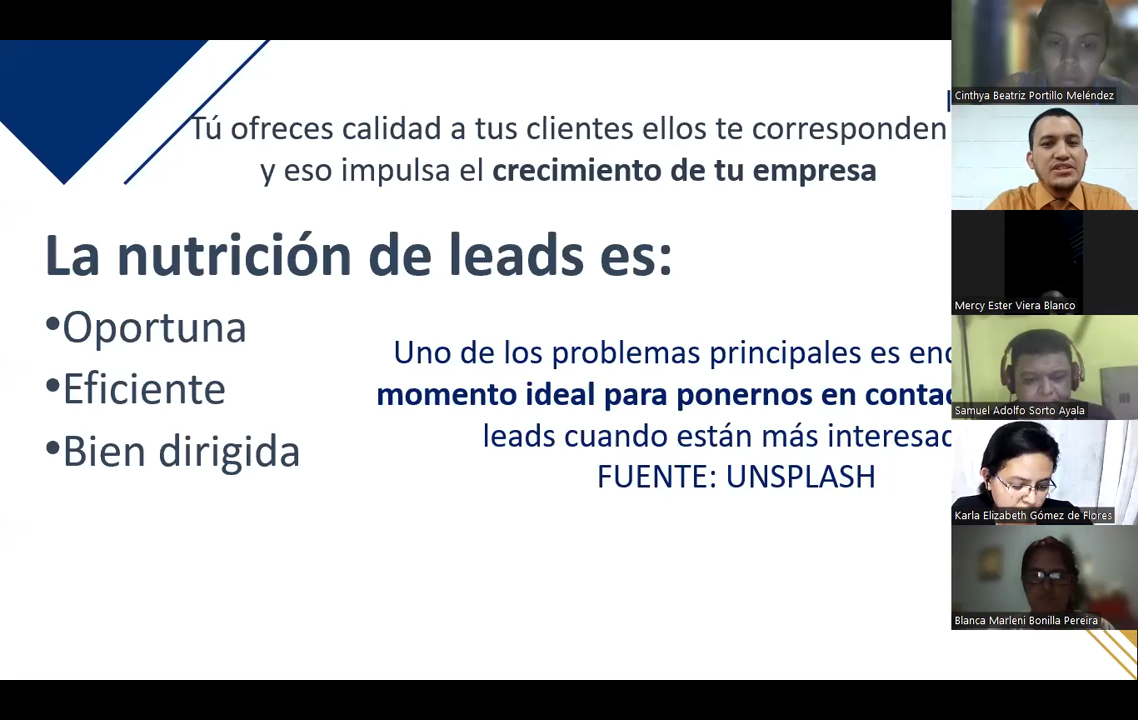 Tú ofreces calidad a tus clientes ellos te corresponden
y eso impulsa el crecimiento de tu empresa
La nutrición de leads es:
•Oportuna
•Eficiente
•Bien dirigida
Uno de los problemas principales es
momento ideal para ponernos en
leads cuando están más
FUENTE: UNSPLASH
Cinthya Beatriz Portillo Meléndez
Mercy Ester Viera Blanco
Samuel Adolfo Sorto Ayala
Karla Elizabeth Gómez de Flores
Blanca Marleni Bonilla Pereira